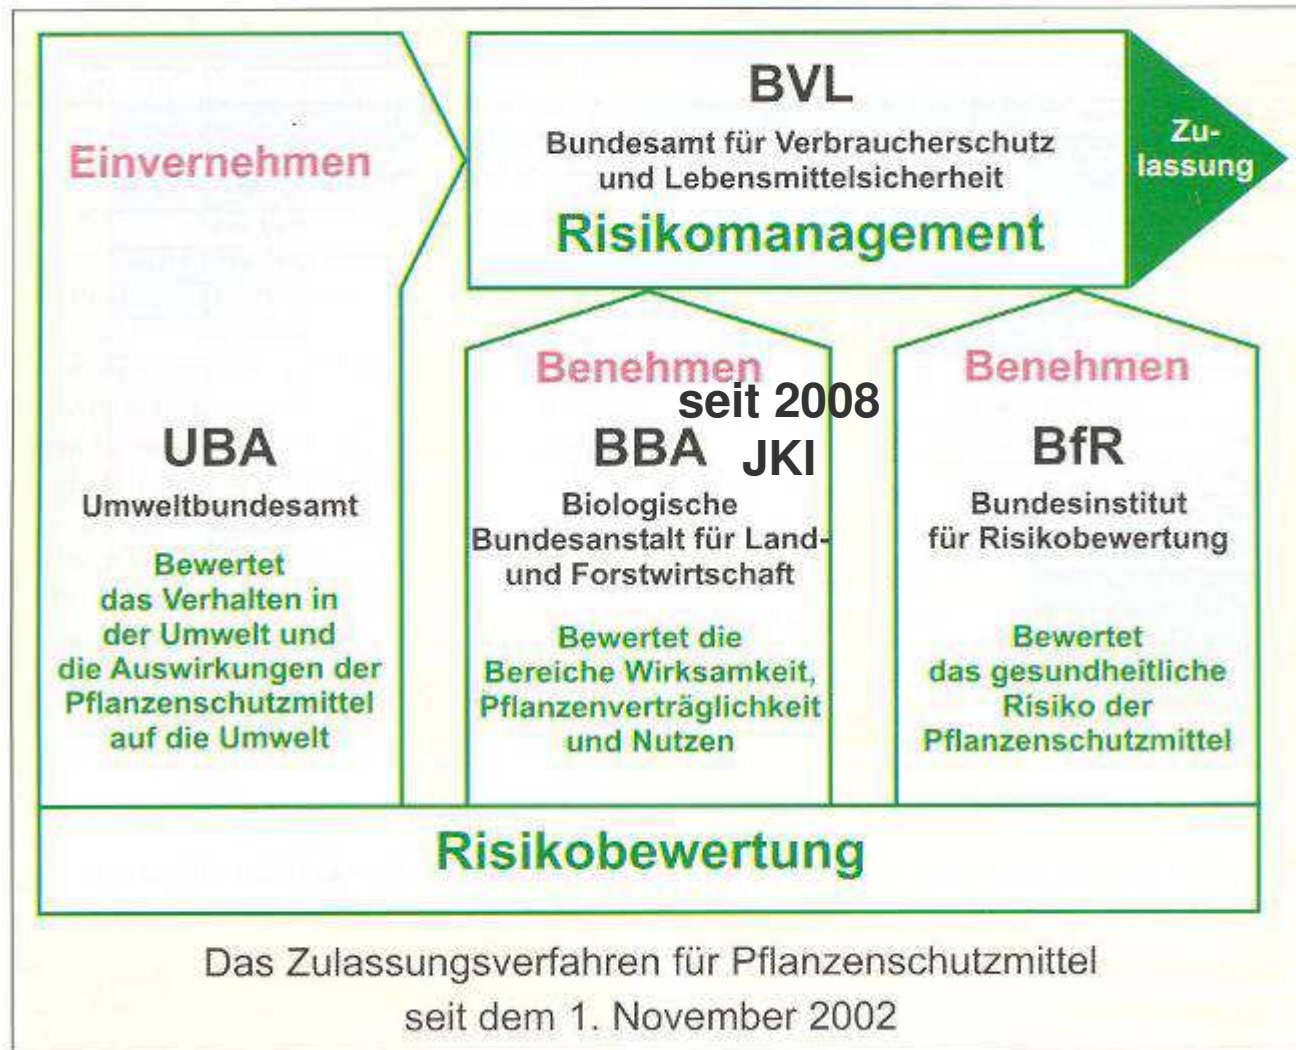 Einvernehmen
BVL
Bundesamt für Verbraucherschutz
und Lebensmittelsicherheit
Risikomanagement
Zu-
lassung
UBA
Umweltbundesamt
Bewertet
das Verhalten in
der Umwelt und
die Auswirkungen der
Pflanzenschutzmittel
auf die Umwelt
Benehmen
seit 2008
BBA JKI
Biologische
Bundesanstalt für Land-
und Forstwirtschaft
Bewertet die
Bereiche Wirksamkeit,
Pflanzenverträglichkeit
und Nutzen
Benehmen
BfR
Bundesinstitut
für Risikobewertung
Bewertet
das gesundheitliche
Risiko der
Pflanzenschutzmittel
Risikobewertung
Das Zulassungsverfahren für Pflanzenschutzmittel
seit dem 1. November 2002